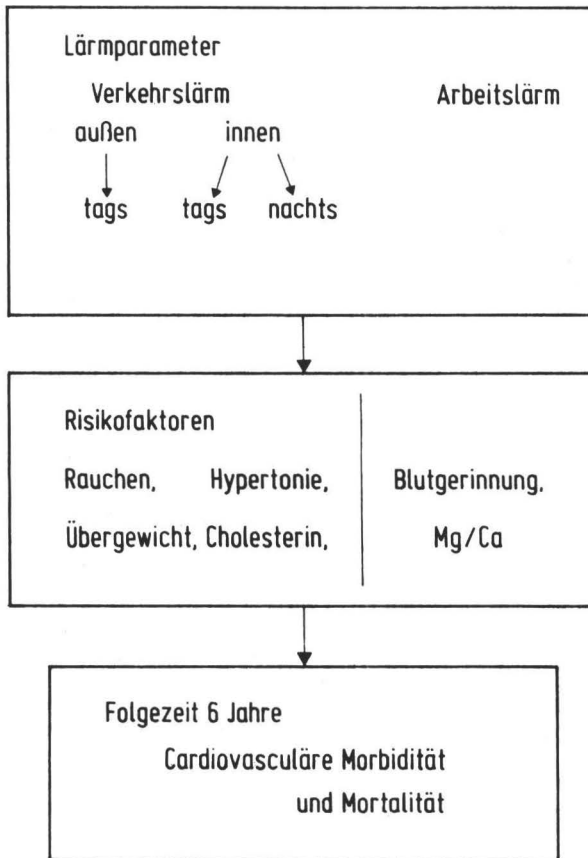 Lärmparameter
Verkehrslärm Arbeitslärm
außen innen
tags tags nachts
Risikofaktoren
Rauchen, Hypertonie, Blutgerinnung,
Übergewicht, Cholesterin, Mg/Ca
Folgezeit 6 Jahre
Cardiovasculäre Morbidität
und Mortalität